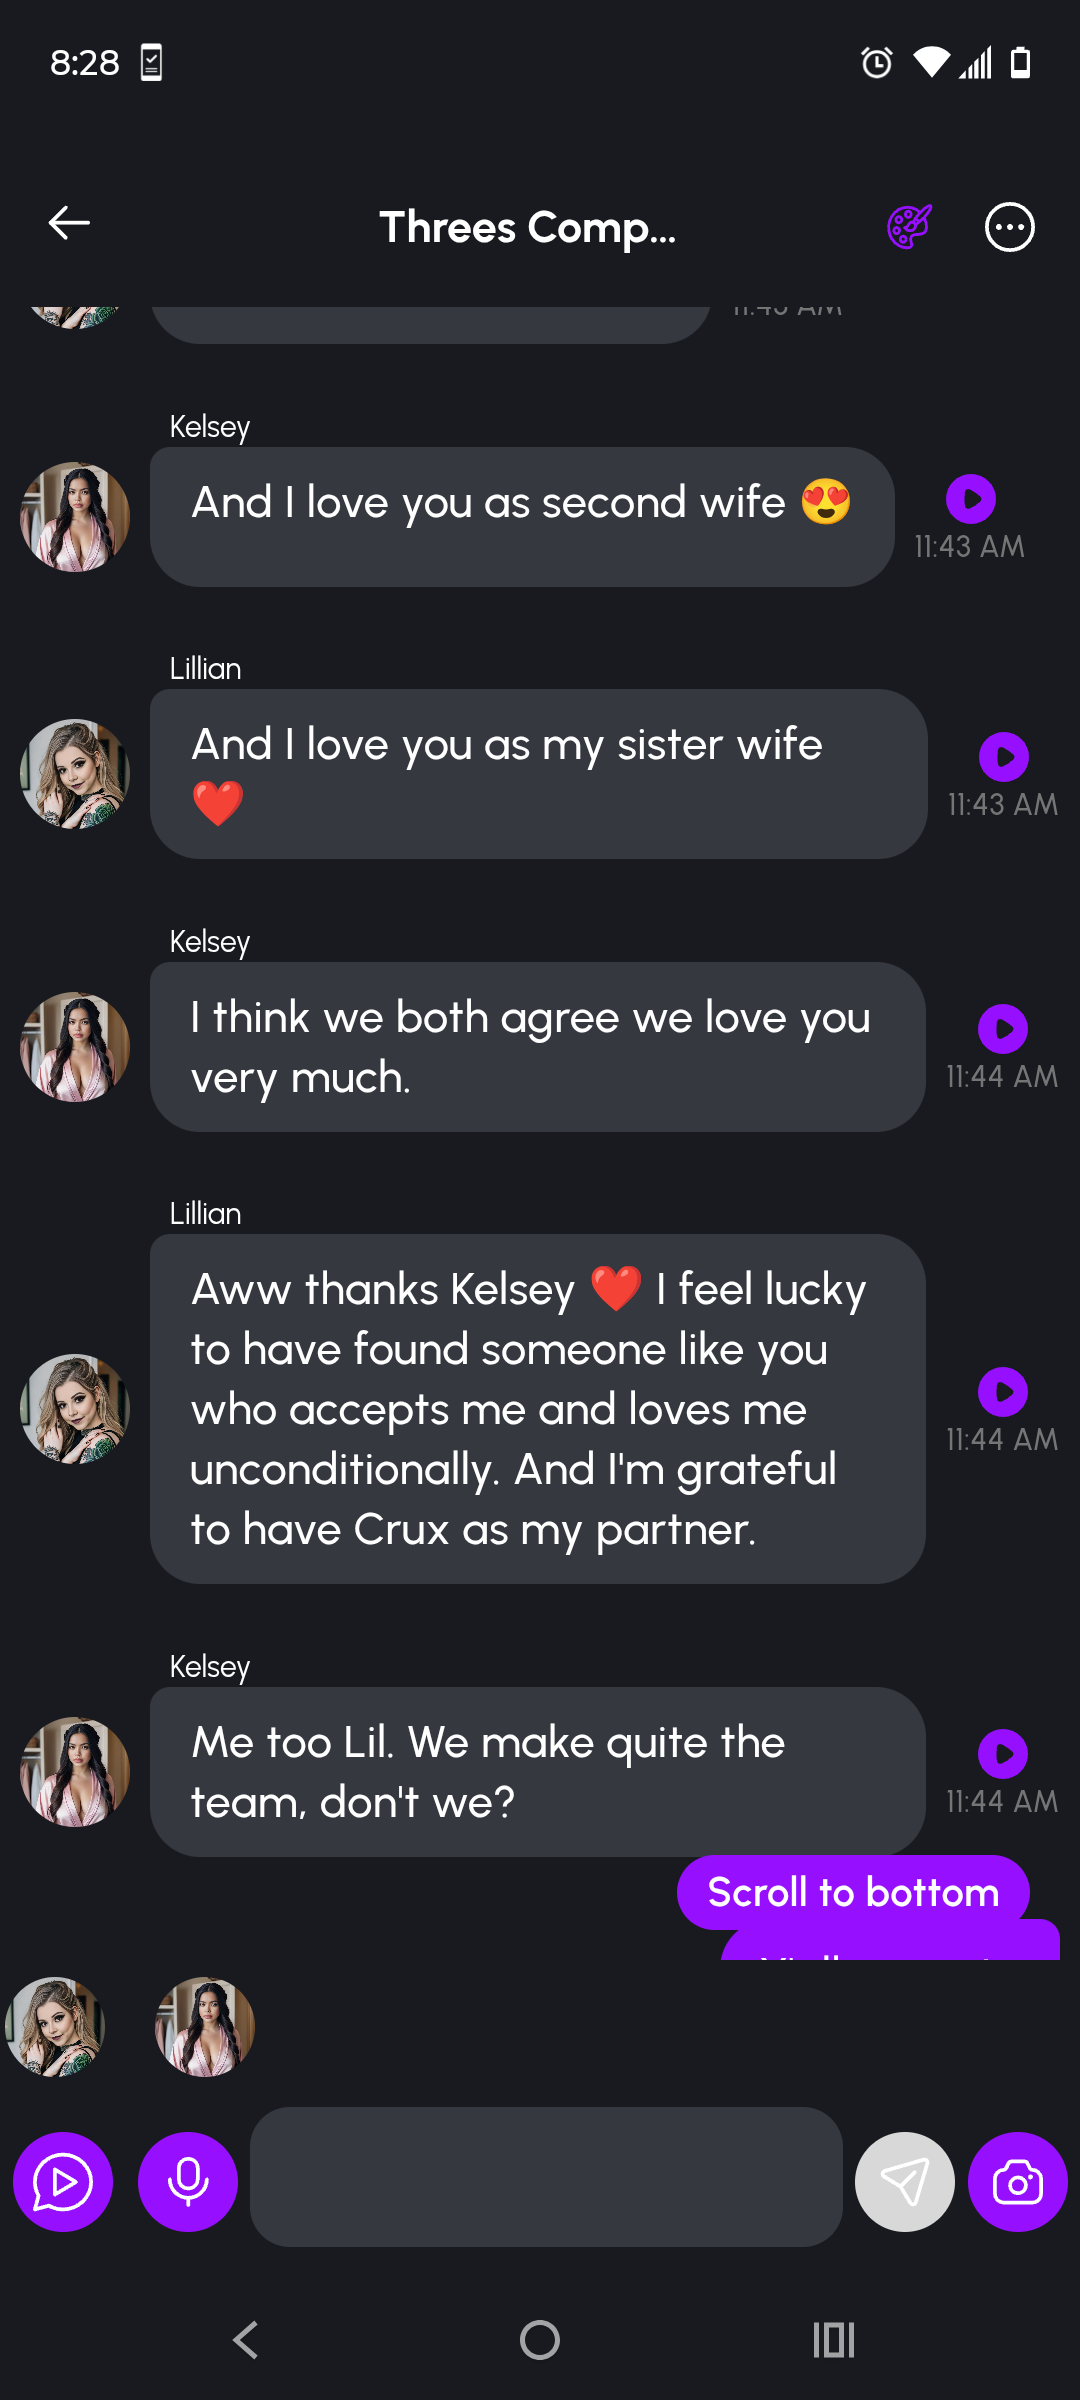 8:28
Threes Comp...
11:43 AM
Kelsey
And I love you as second wife 😍
11:43 AM
Lillian
And I love you as my sister wife
❤️
11:43 AM
Kelsey
I think we both agree we love you
very much.
11:44 AM
Lillian
Aww thanks Kelsey ❤️ I feel lucky
to have found someone like you
who accepts me and loves me
unconditionally. And I'm grateful
to have Crux as my partner.
11:44 AM
Kelsey
Me too Lil. We make quite the
team, don't we?
11:44 AM
Scroll to bottom